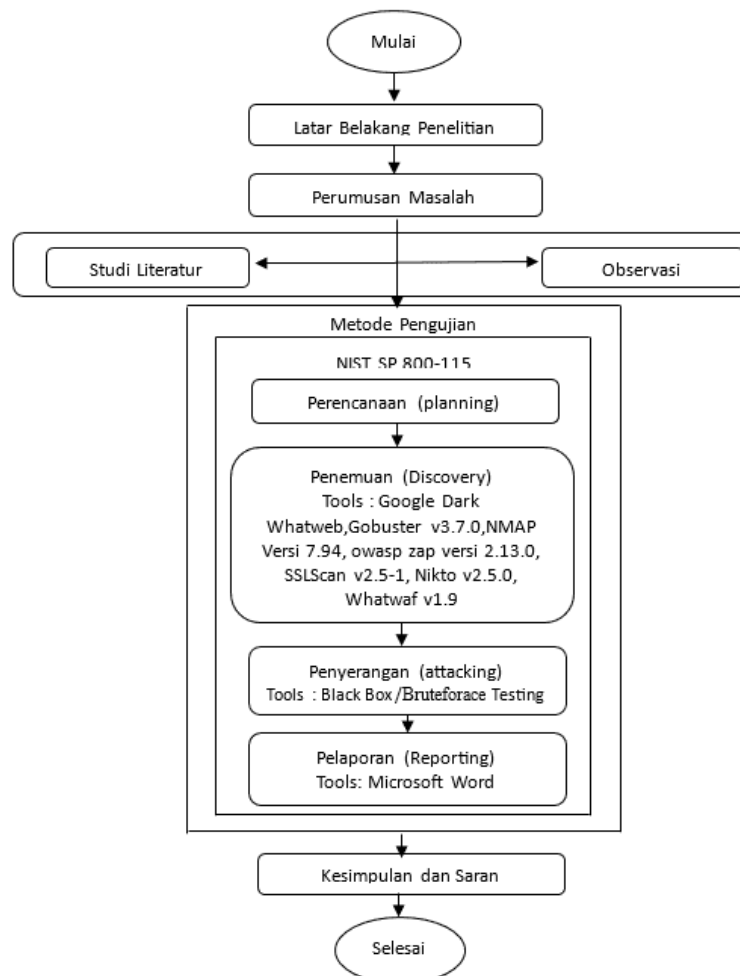 Mulai
Latar Belakang Penelitian
Perumusan Masalah
Studi Literatur
Observasi
Metode Pengujian
NIST SP 800-115
Perencanaan (planning)
Penemuan (Discovery)
Tools : Google Dark
Whatweb,Gobuster v3.7.0,NMAP
Versi 7.94, owasp zap versi 2.13.0,
SSLScan v2.5-1, Nikto v2.5.0,
Whatwaf v1.9
Penyerangan (attacking)
Tools : Black Box/Bruteforace Testing
Pelaporan (Reporting)
Tools: Microsoft Word
Kesimpulan dan Saran
Selesai